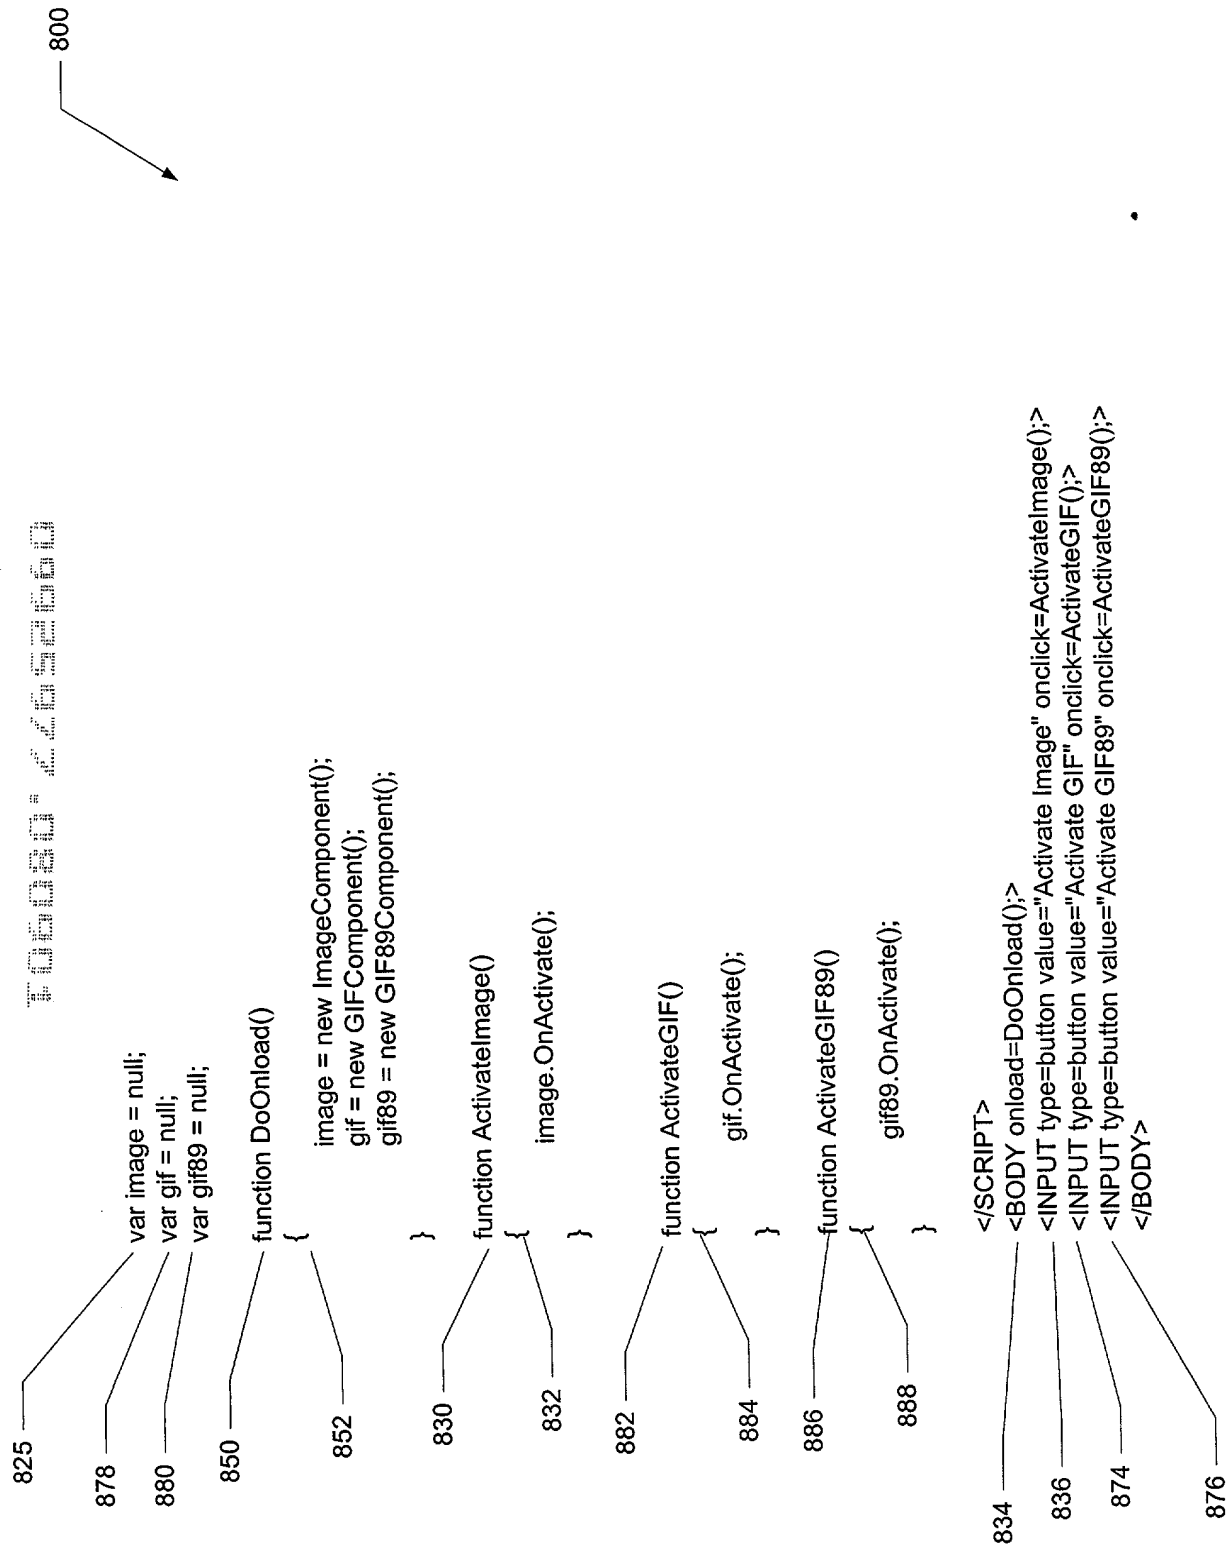 09925977.080901
800
825
var image = null;
878
var gif = null;
880
var gif89 = null;
850
function DoOnload()
{
852
image = new ImageComponent();
gif = new GIFComponent();
gif89 = new GIF89Component();
}
830
function ActivateImage()
{
832
image.OnActivate();
}
882
function ActivateGIF()
{
884
gif.OnActivate();
}
886
function ActivateGIF89()
{
888
gif89.OnActivate();
}
</SCRIPT>
834
<BODY onload=DoOnload();>
836
<INPUT type=button value="Activate Image" onclick=ActivateImage();>
874
<INPUT type=button value="Activate GIF" onclick=ActivateGIF();>
876
<INPUT type=button value="Activate GIF89" onclick=ActivateGIF89();>
</BODY>